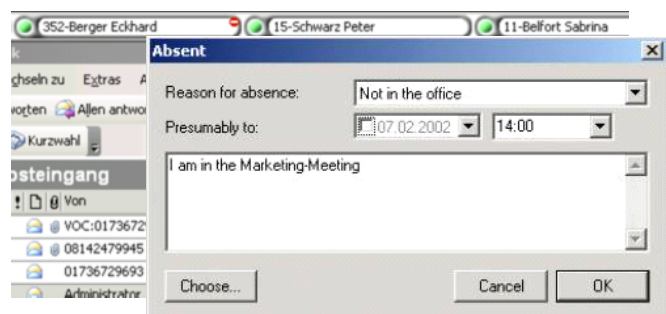 352-Berger Eckhard 15-Schwarz Peter 11-Belfort Sabrina
Absent
chseln zu Extras A
Reason for absence: Not in the office
worten Allen antwor
Presumably to: 07.02.2002 14:00
Kurzwahl
I am in the Marketing-Meeting
osteingang
! Von
VOC:0173672
08142479945
01736729693
Choose... Cancel OK
Administrator